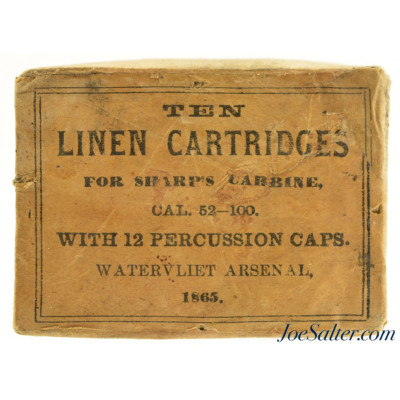 TEN
LINEN CARTRIDGES
FOR SHARP'S CARBINE,
CAL. 52—100.
WITH 12 PERCUSSION CAPS.
WATERVLIET ARSENAL,
1865.
JoeSalter.com